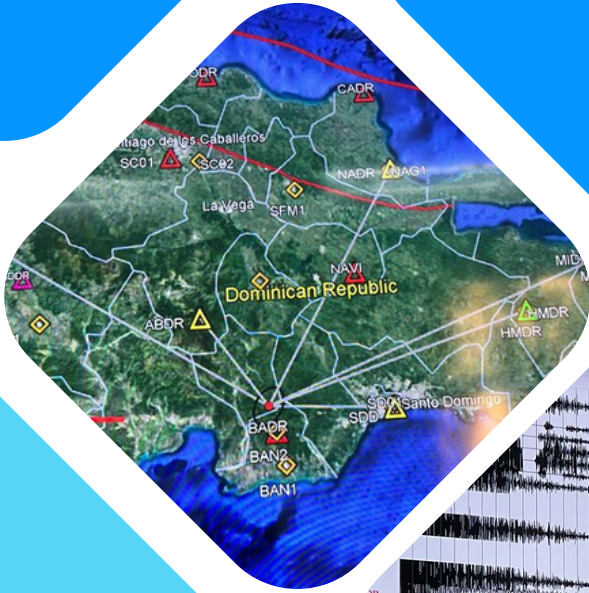 CADR
Santiago de los Caballeros
SC01
SC02
NADR
NAG1
SFM1
La Vega
NAVI
Dominican Republic
ABDR
HMDR
HMDR
SD01
Santo Domingo
SDD
BADR
BAN2
BAN1